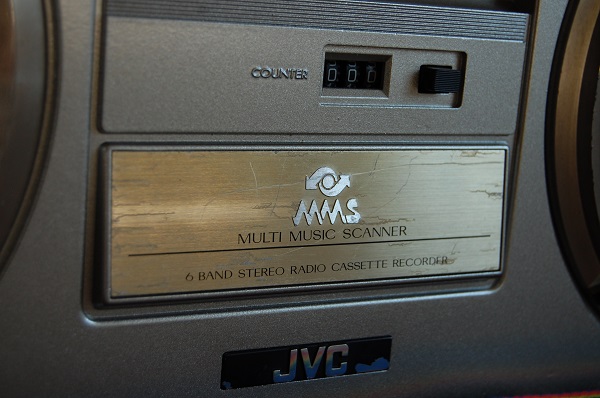 COUNTER 000
MMS
MULTI MUSIC SCANNER
6 BAND STEREO RADIO CASSETTE RECORDER
JVC